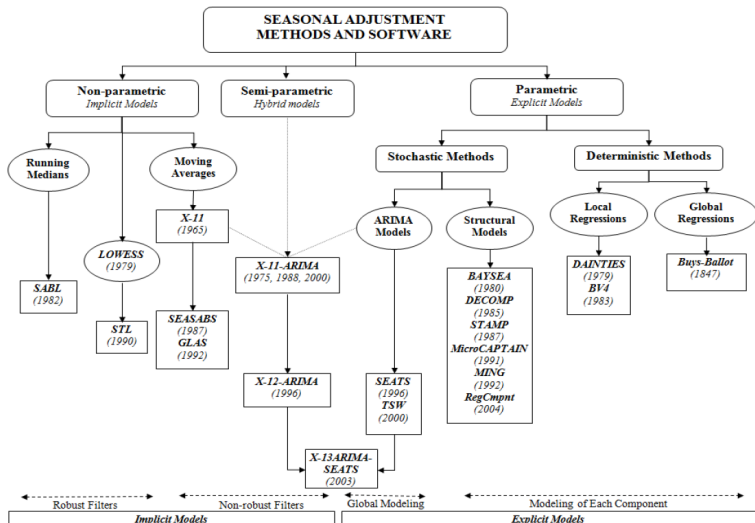 SEASONAL ADJUSTMENT
METHODS AND SOFTWARE
Non-parametric
Implicit Models
Semi-parametric
Hybrid models
Parametric
Explicit Models
Stochastic Methods
Deterministic Methods
Running
Medians
Moving
Averages
ARIMA
Models
Structural
Models
Local
Regressions
Global
Regressions
X-11
(1965)
LOWESS
(1979)
X-11-ARIMA
(1975, 1988, 2000)
BAYSEA
(1980)
DECOMP
(1985)
STAMP
(1987)
MicroCAPTAIN
(1991)
MING
(1992)
RegCmpnt
(2004)
DAINTIES
(1979)
BV4
(1983)
Buys-Ballot
(1847)
SABL
(1982)
STL
(1990)
SEASABS
(1987)
GLAS
(1992)
X-12-ARIMA
(1996)
SEATS
(1996)
TSW
(2000)
X-13ARIMA-
SEATS
(2003)
Robust Filters
Non-robust Filters
Global Modeling
Modeling of Each Component
Implicit Models
Explicit Models